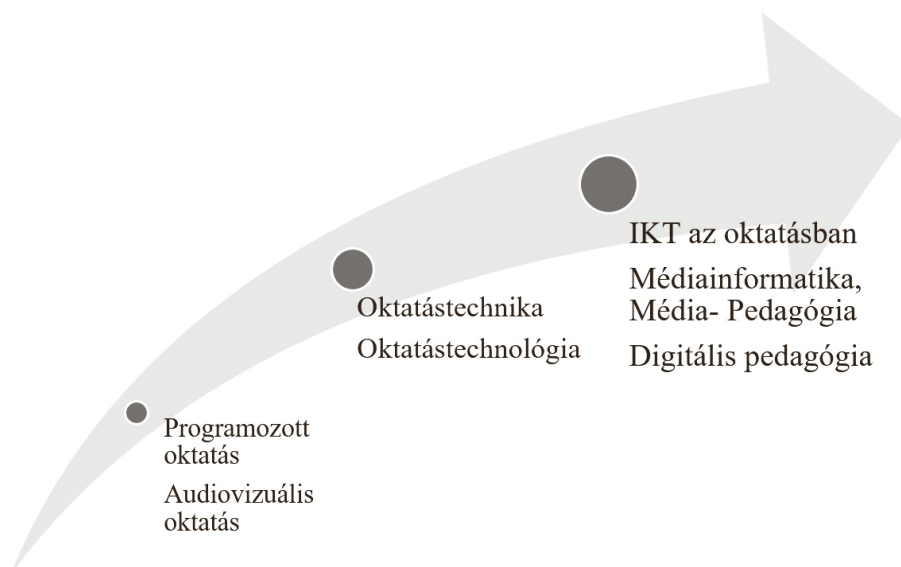 IKT az oktatásban
Médiainformatika,
Média- Pedagógia
Digitális pedagógia
Oktatástechnika
Oktatástechnológia
Programozott
oktatás
Audiovizuális
oktatás